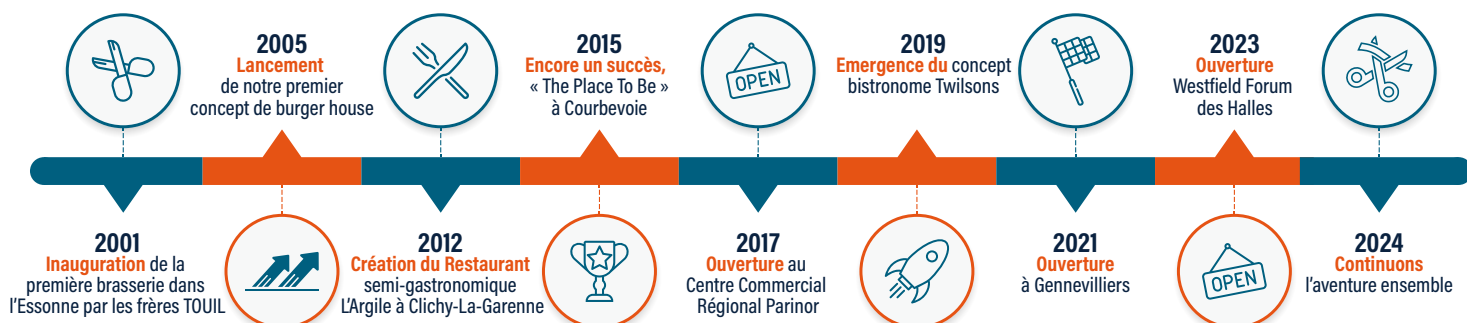 2001
Inauguration de la
première brasserie dans
l'Essonne par les frères TOUIL
2005
Lancement
de notre premier
concept de burger house
2012
Création du Restaurant
semi-gastronomique
L'Argile à Clichy-La-Garenne
2015
Encore un succès,
« The Place To Be »
à Courbevoie
OPEN
2017
Ouverture au
Centre Commercial
Régional Parinor
2019
Emergence du concept
bistronome Twilsons
2021
Ouverture
à Gennevilliers
2023
Ouverture
Westfield Forum
des Halles
OPEN
2024
Continuons
l'aventure ensemble